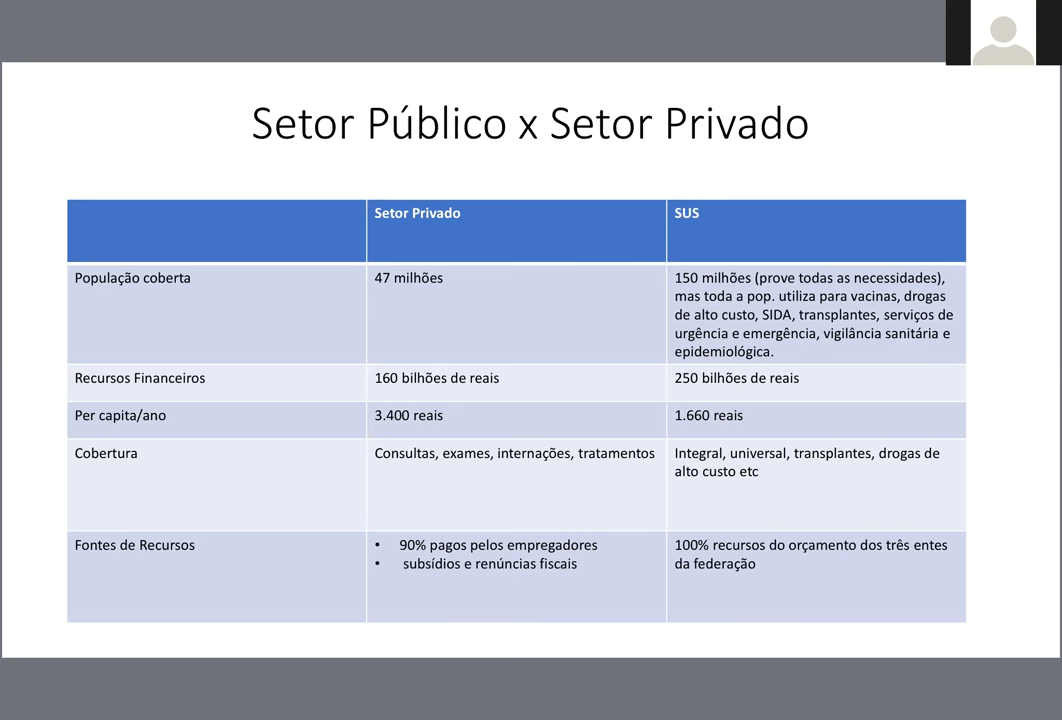 Setor Público x Setor Privado
Setor Privado
SUS
População coberta
47 milhões
150 milhões (prove todas as necessidades),
mas toda a pop. utiliza para vacinas, drogas
de alto custo, SIDA, transplantes, serviços de
urgência e emergência, vigilância sanitária e
epidemiológica.
Recursos Financeiros
160 bilhões de reais
250 bilhões de reais
Per capita/ano
3.400 reais
1.660 reais
Cobertura
Consultas, exames, internações, tratamentos
Integral, universal, transplantes, drogas de
alto custo etc
Fontes de Recursos
• 90% pagos pelos empregadores
• subsídios e renúncias fiscais
100% recursos do orçamento dos três entes
da federação